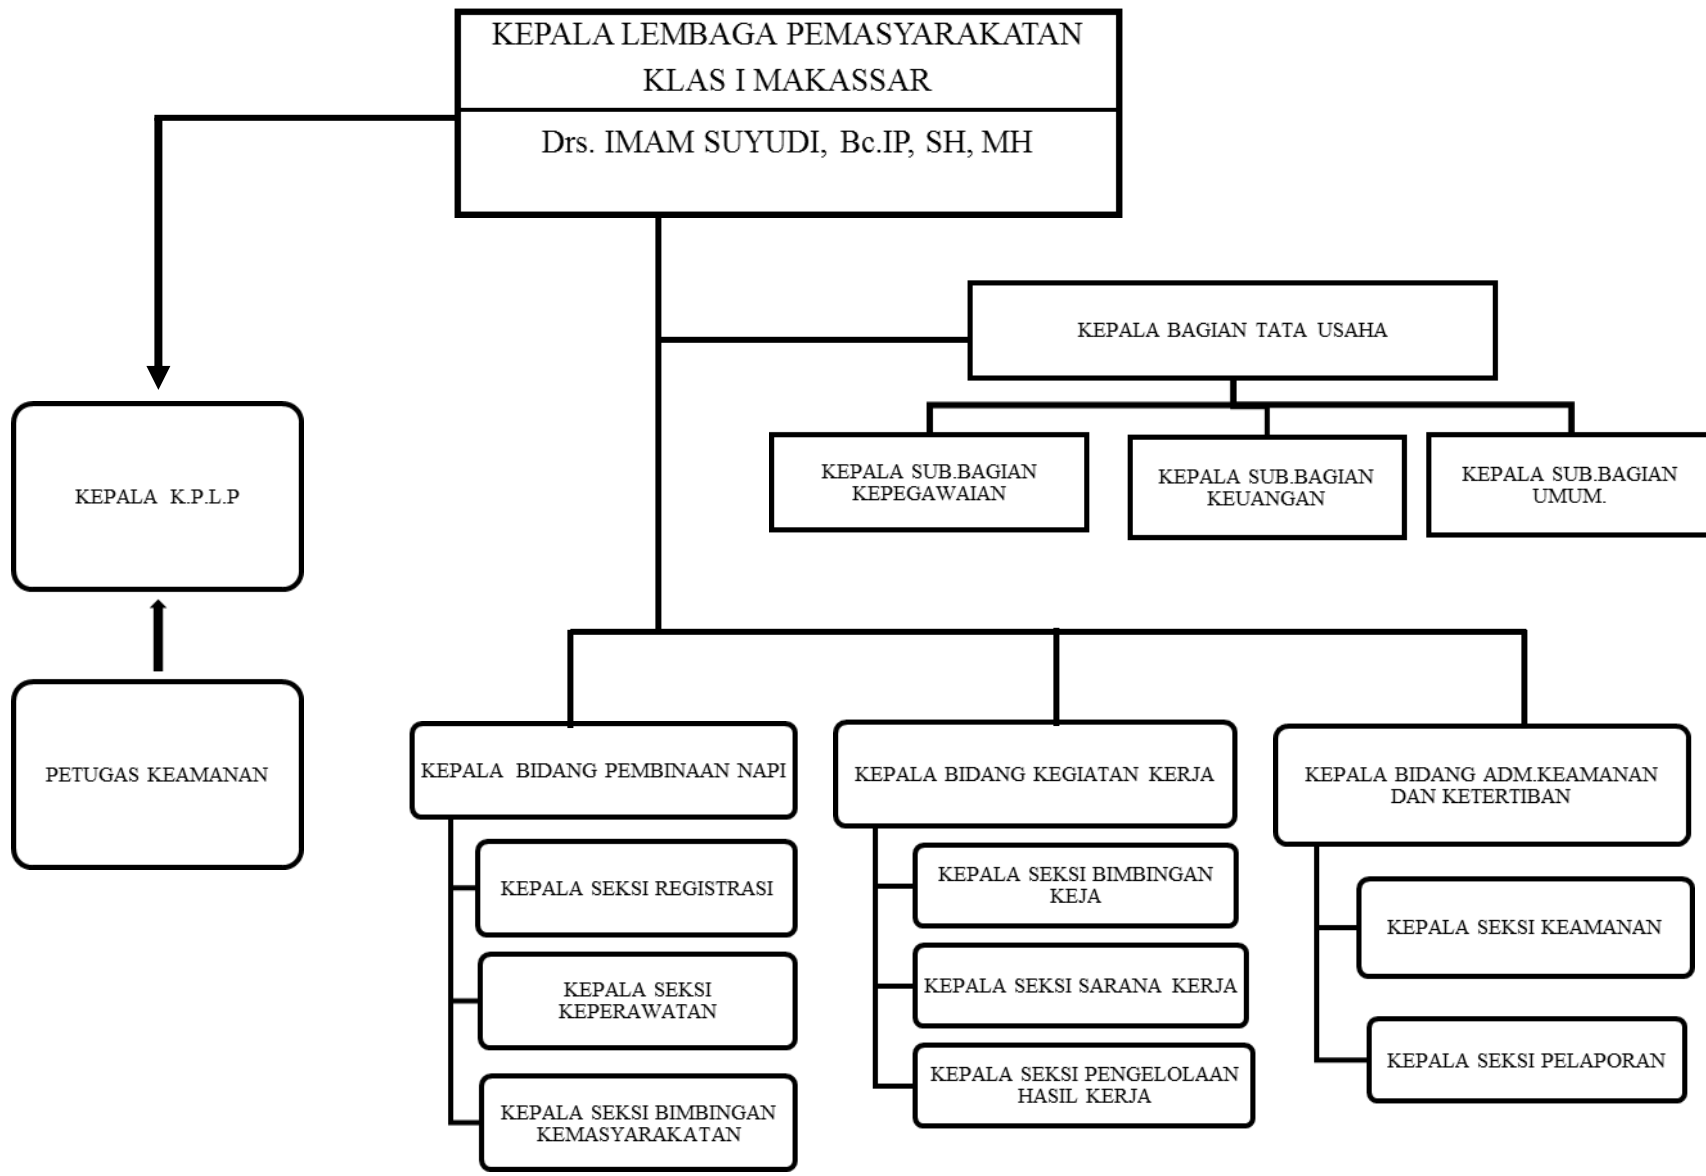 KEPALA LEMBAGA PEMASYARAKATAN
KLAS I MAKASSAR
Drs. IMAM SUYUDI, Bc.IP, SH, MH
KEPALA BAGIAN TATA USAHA
KEPALA SUB.BAGIAN
KEPEGAWAIAN
KEPALA SUB.BAGIAN
KEUANGAN
KEPALA SUB.BAGIAN
UMUM.
KEPALA K.P.L.P
PETUGAS KEAMANAN
KEPALA BIDANG PEMBINAAN NAPI
KEPALA SEKSI REGISTRASI
KEPALA SEKSI
KEPERAWATAN
KEPALA SEKSI BIMBINGAN
KEMASYARAKATAN
KEPALA BIDANG KEGIATAN KERJA
KEPALA SEKSI BIMBINGAN
KEJA
KEPALA SEKSI SARANA KERJA
KEPALA SEKSI PENGELOLAAN
HASIL KERJA
KEPALA BIDANG ADM.KEAMANAN
DAN KETERTIBAN
KEPALA SEKSI KEAMANAN
KEPALA SEKSI PELAPORAN